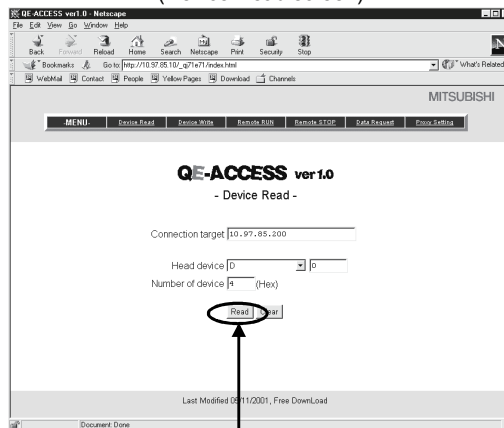 QE-ACCESS ver1.0 - Netscape
File Edit View Go Window Help
Back Forward Reload Home Search Netscape Print Security Stop
Bookmarks Go to: http://10.97.85.10/_qj71e71/index.html What's Related
WebMail Contact People Yellow Pages Download Channels
MITSUBISHI
-MENU- Device Read Device Write Remote RUN Remote STOP Data Request Proxy Setting
QE-ACCESS ver 1.0
- Device Read -
Connection target 10.97.85.200
Head device D 0
Number of device 4 (Hex)
Read Clear
Last Modified 05/11/2001, Free DownLoad
Document: Done